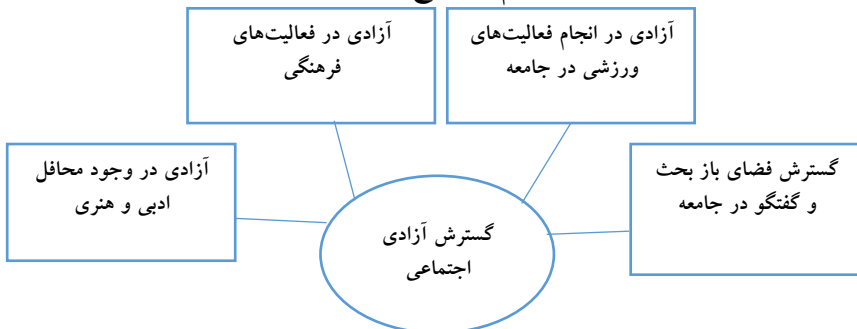 آزادی در انجام فعالیت‌های
ورزشی در جامعه
آزادی در فعالیت‌های
فرهنگی
گسترش فضای باز بحث
و گفتگو در جامعه
آزادی در وجود محافل
ادبی و هنری
گسترش آزادی
اجتماعی